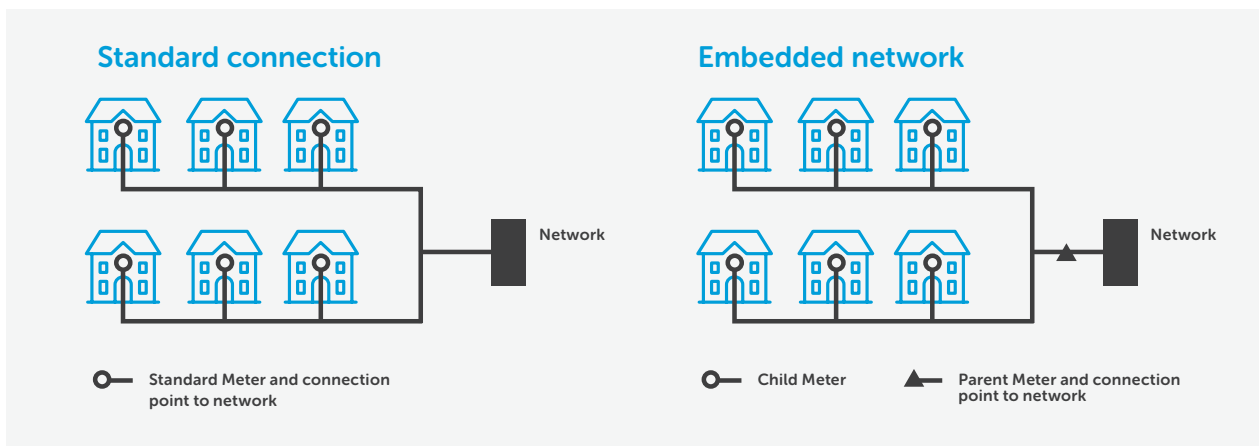 Standard connection
Embedded network
Network
Network
Standard Meter and connection
point to network
Child Meter
Parent Meter and connection
point to network